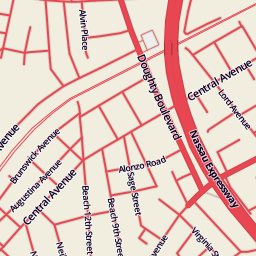 Alvin Place
Doughty Boulevard
Central Avenue
Lord Avenue
Avenue
Brunswick Avenue
Nassau Expressway
Alonzo Road
Augustina Avenue
Sage Street
Central Avenue
Beach 12th Street
Beach 9th Street